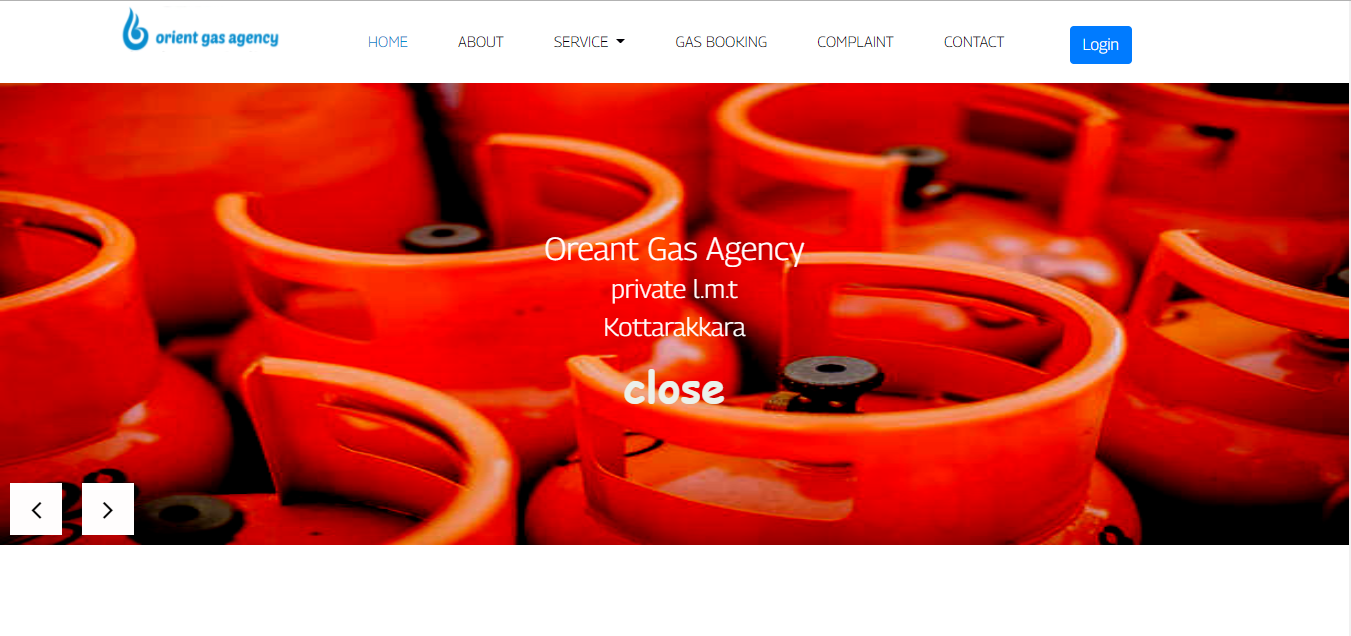 orient gas agency
HOME ABOUT SERVICE GAS BOOKING COMPLAINT CONTACT Login
Oreant Gas Agency
private l.m.t
Kottarakkara
close